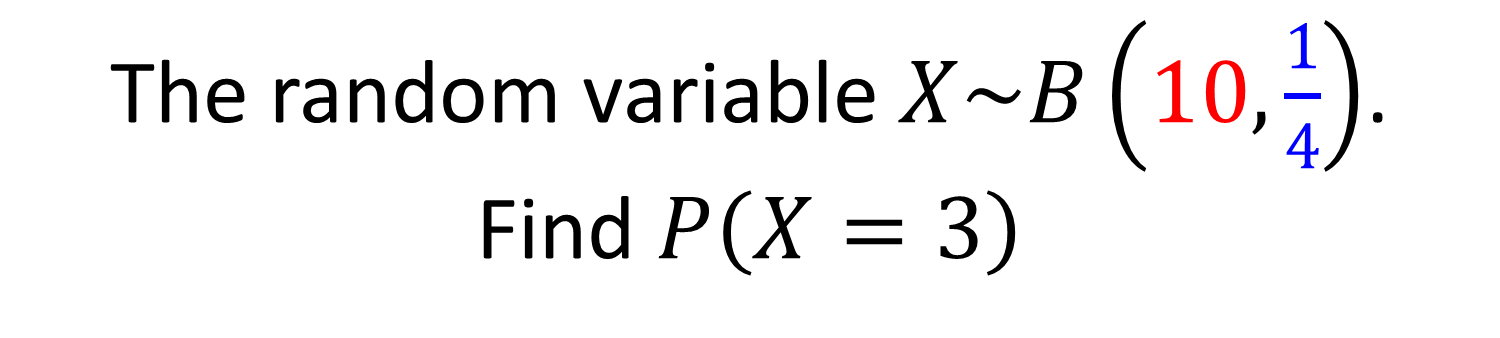 The random variable X~B(10, 1/4).
Find P(X = 3)